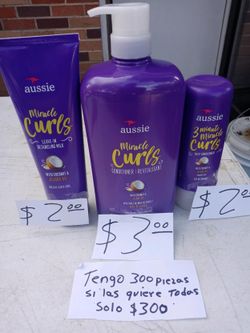 aussie
Miracle
Curls
LEAVE-IN
DETANGLING MILK
aussie
Miracle
Curls
CONDITIONER | REVITALISANT
aussie
3 minute Miracle
Curls
$ 2.00
$ 3.00
$ 2.00
Tengo 300 piezas
si las quiere todas
Solo $300